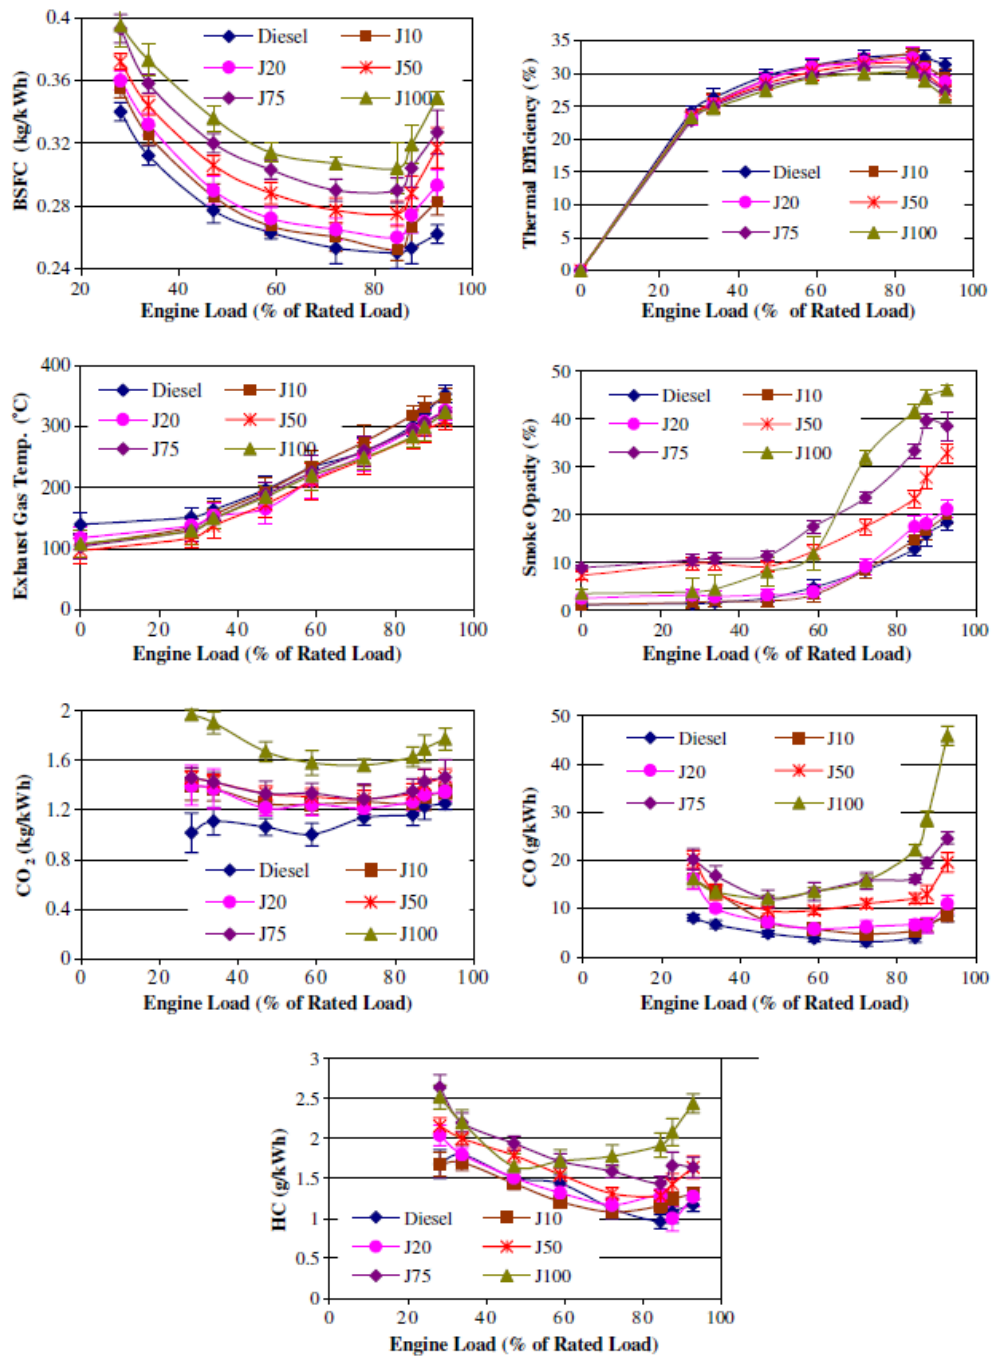 0.4
0.36
0.32
0.28
0.24
BSFC (kg/kWh)
Diesel J10
J20 J50
J75 J100
20 40 60 80 100
Engine Load (% of Rated Load)
35
30
25
20
15
10
5
0
Thermal Efficiency (%)
Diesel J10
J20 J50
J75 J100
0 20 40 60 80 100
Engine Load (% of Rated Load)
400
300
200
100
0
Exhaust Gas Temp. (°C)
Diesel J10
J20 J50
J75 J100
0 20 40 60 80 100
Engine Load (% of Rated Load)
50
40
30
20
10
0
Smoke Opacity (%)
Diesel J10
J20 J50
J75 J100
0 20 40 60 80 100
Engine Load (% of Rated Load)
2
1.6
1.2
0.8
0.4
0
CO₂ (kg/kWh)
Diesel J10
J20 J50
J75 J100
0 20 40 60 80 100
Engine Load (% of Rated Load)
50
40
30
20
10
0
CO (g/kWh)
Diesel J10
J20 J50
J75 J100
0 20 40 60 80 100
Engine Load (% of Rated Load)
3
2.5
2
1.5
1
0.5
0
HC (g/kWh)
Diesel J10
J20 J50
J75 J100
0 20 40 60 80 100
Engine Load (% of Rated Load)